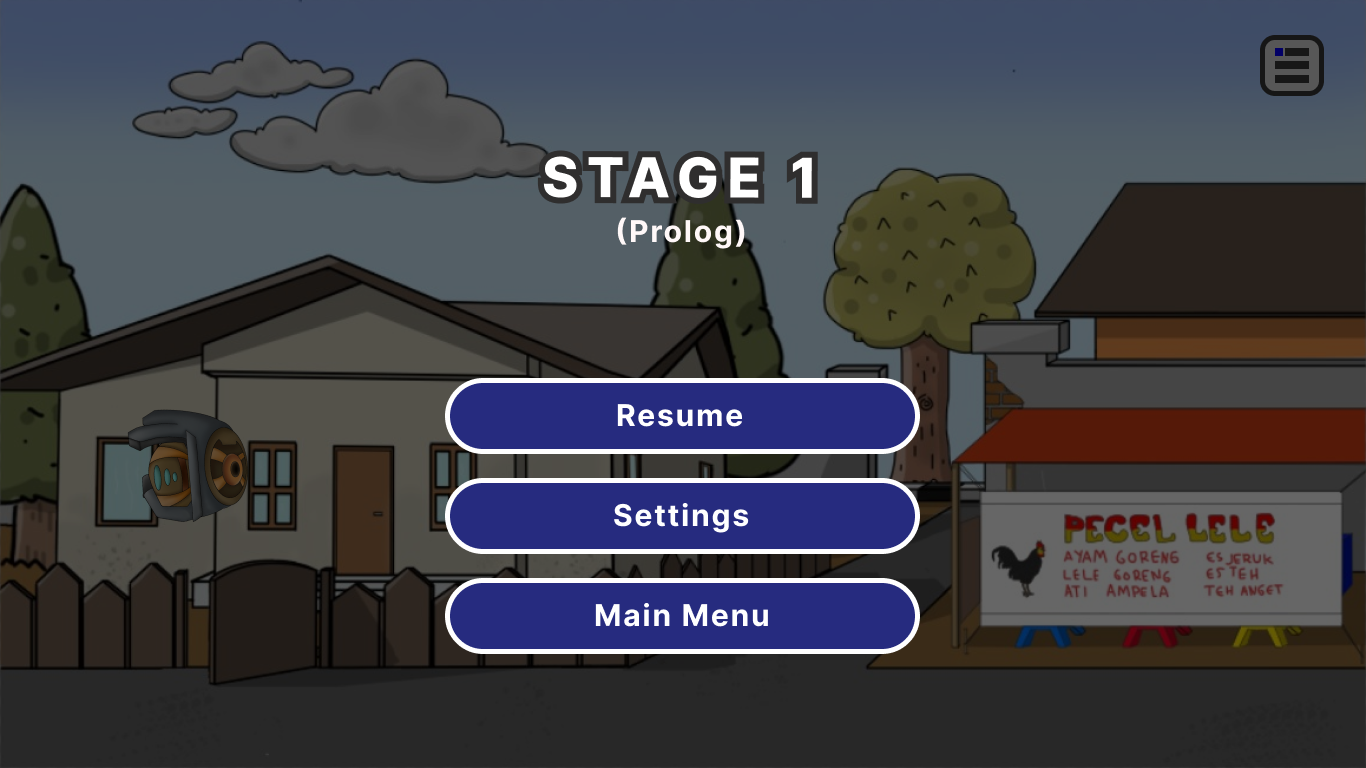 STAGE 1
(Prolog)
Resume
Settings
Main Menu
PECEL LELE
AYAM GORENG
LELE GORENG
ATI AMPELA
ES JERUK
ES TEH
TEH ANGET